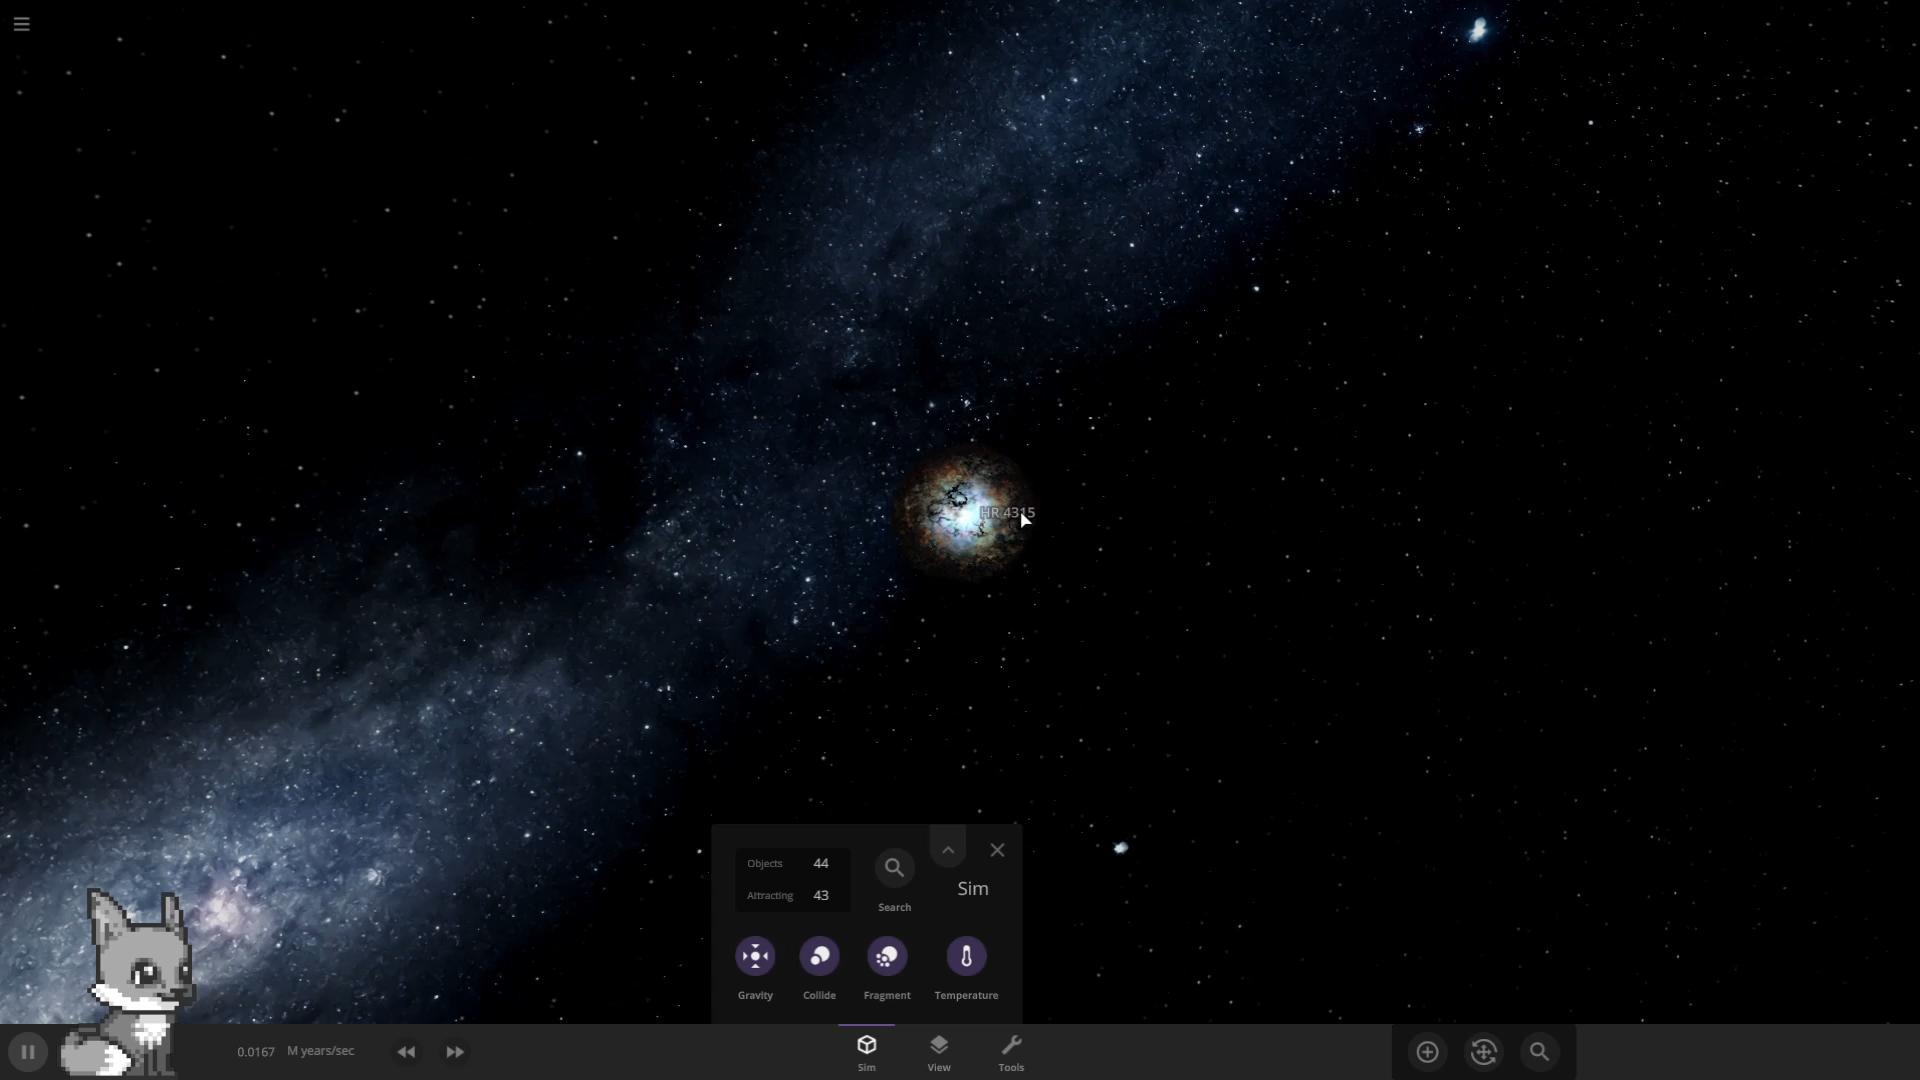 HR 4315
Objects 44
Attracting 43
Search
Sim
Gravity
Collide
Fragment
Temperature
0.0167 M years/sec
Sim
View
Tools